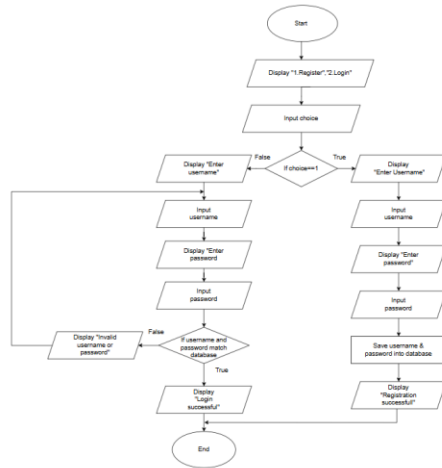 Start
Display "1.Register","2.Login"
Input choice
If choice==1
False
True
Display "Enter
username"
Input
username
Display "Enter
password
Input
password
If username and
password match
database
False
Display "Invalid
username or
password"
True
Display
"Login
successful"
Display
"Enter Username"
Input
username
Display "Enter
password"
Input
password
Save username &
password into database
Display
"Registration
successfull"
End